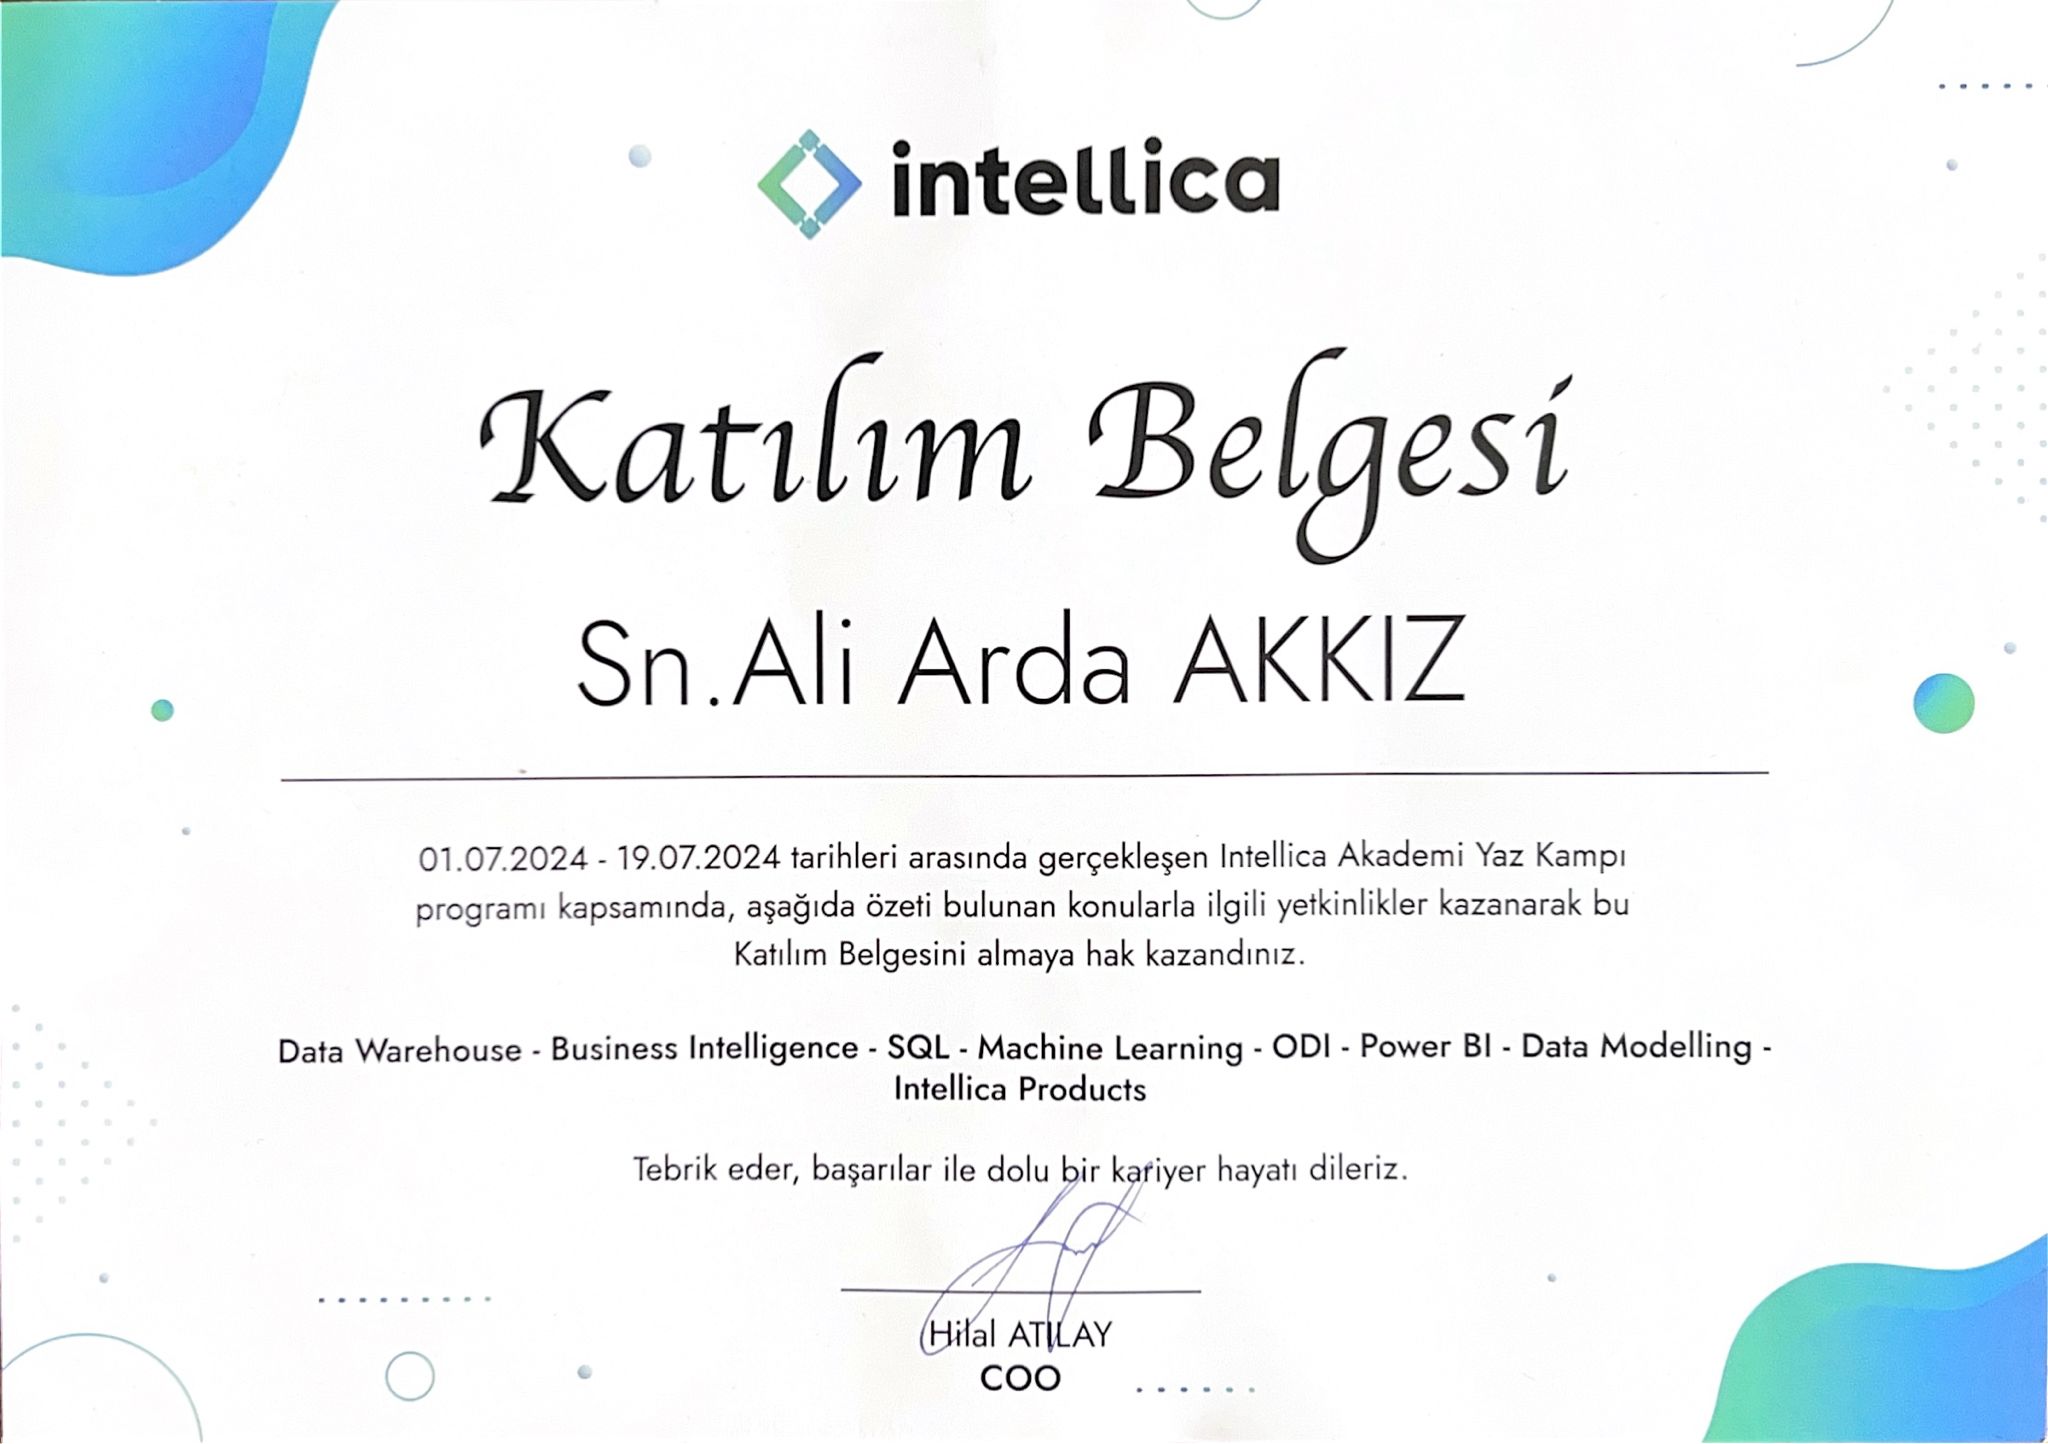 intellica
Katılım Belgesi
Sn.Ali Arda AKKIZ
01.07.2024 - 19.07.2024 tarihleri arasında gerçekleşen Intellica Akademi Yaz Kampı
programı kapsamında, aşağıda özeti bulunan konularla ilgili yetkinlikler kazanarak bu
Katılım Belgesini almaya hak kazandınız.
Data Warehouse - Business Intelligence - SQL - Machine Learning - ODI - Power BI - Data Modelling -
Intellica Products
Tebrik eder, başarılar ile dolu bir kariyer hayatı dileriz.
Hilal ATILAY
COO